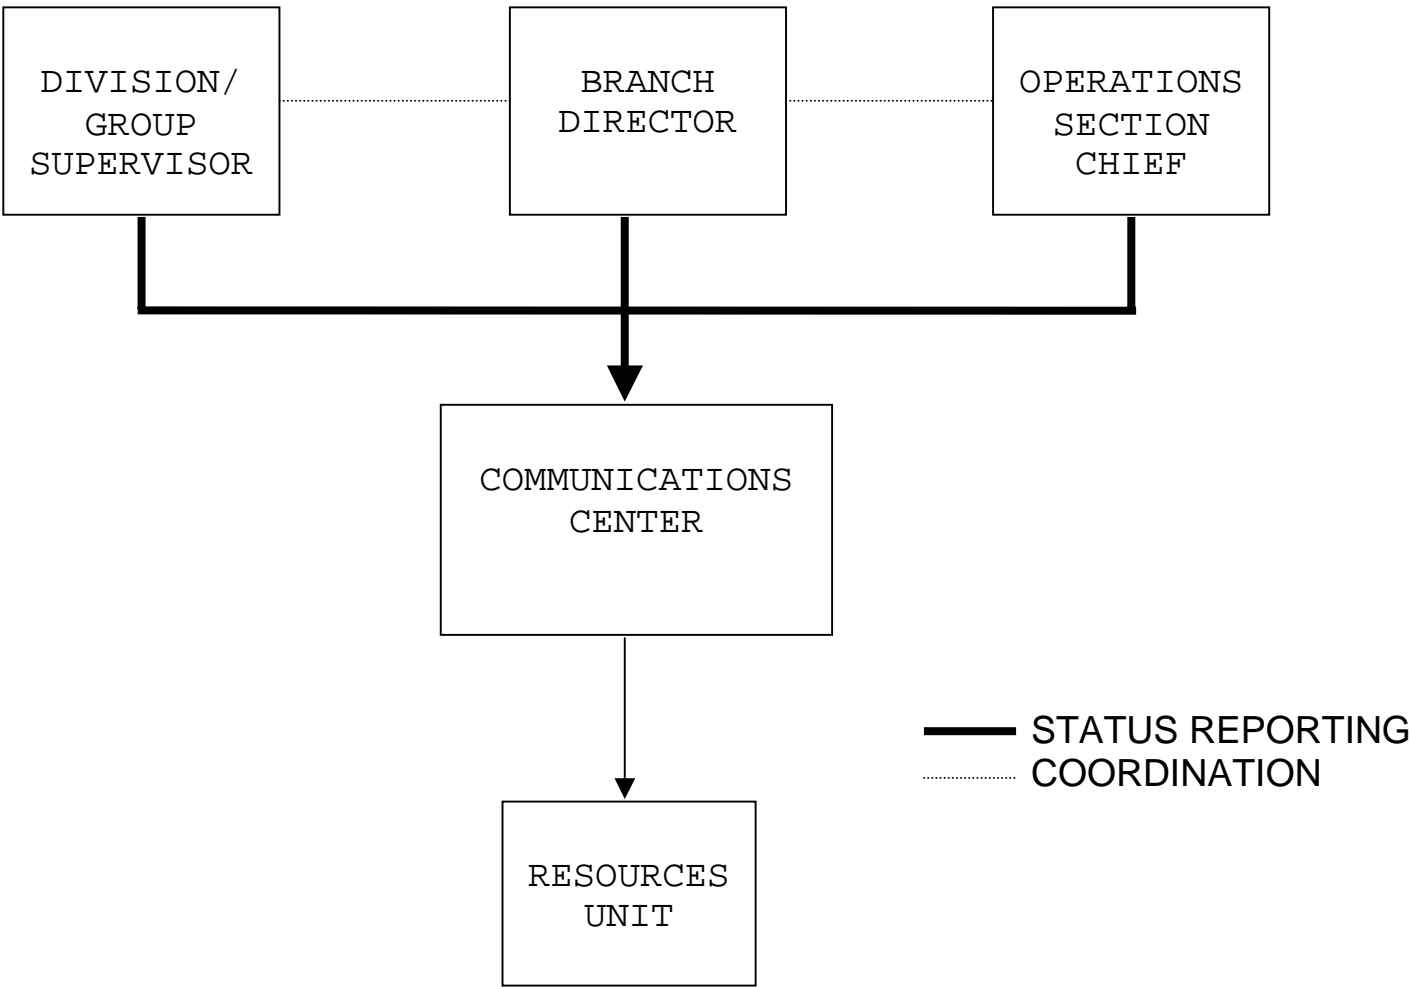 DIVISION/
GROUP
SUPERVISOR
BRANCH
DIRECTOR
OPERATIONS
SECTION
CHIEF
COMMUNICATIONS
CENTER
STATUS REPORTING
COORDINATION
RESOURCES
UNIT